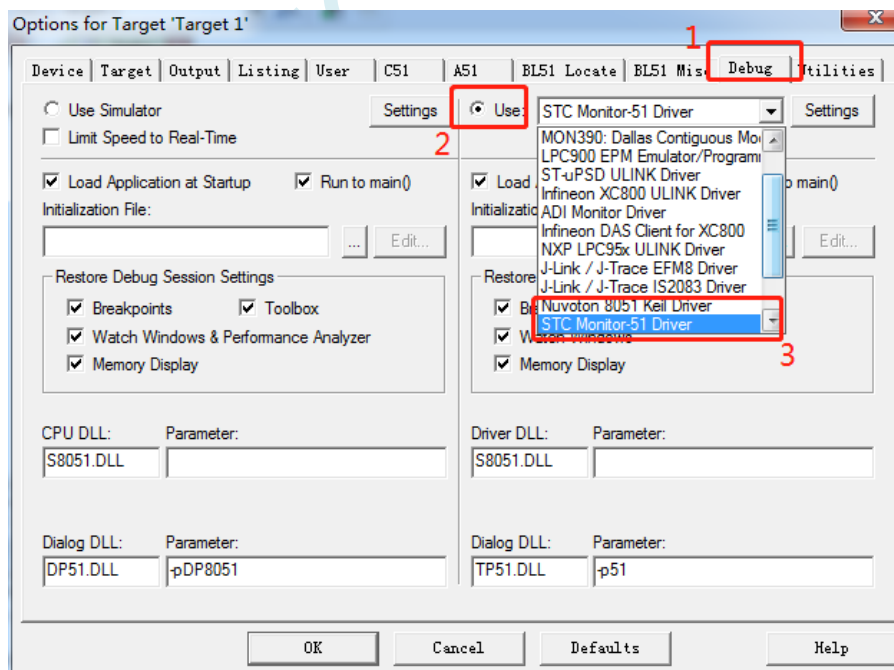 Options for Target 'Target 1'
1
Device Target Output Listing User C51 A51 BL51 Locate BL51 Misc Debug Utilities
Use Simulator Settings Use: STC Monitor-51 Driver Settings
2
Limit Speed to Real-Time
MON390: Dallas Contiguous Mo
LPC900 EPM Emulator/Program
ST-uPSD ULINK Driver
Load Application at Startup Run to main() Load main()
Infineon XC800 ULINK Driver
Initialization File:
ADI Monitor Driver
Infineon DAS Client for XC800
... Edit... Edit...
NXP LPC95x ULINK Driver
J-Link / J-Trace EFM8 Driver
Restore Debug Session Settings Restore
J-Link / J-Trace IS2083 Driver
Breakpoints Toolbox
Nuvoton 8051 Keil Driver
STC Monitor-51 Driver
Watch Windows & Performance Analyzer Watch Windows
3
Memory Display Memory Display
CPU DLL: Parameter: Driver DLL: Parameter:
S8051.DLL S8051.DLL
Dialog DLL: Parameter: Dialog DLL: Parameter:
DP51.DLL -pDP8051 TP51.DLL -p51
OK Cancel Defaults Help